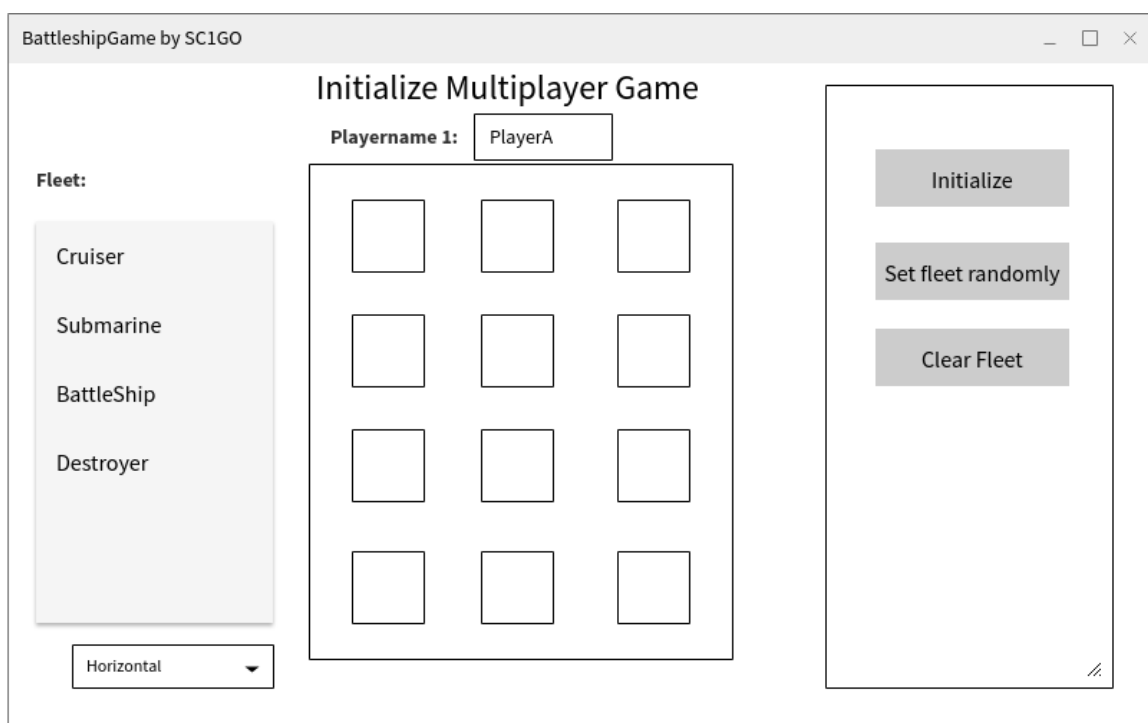 BattleshipGame by SC1GO
Initialize Multiplayer Game
Playername 1:
PlayerA
Fleet:
Cruiser
Submarine
BattleShip
Destroyer
Horizontal
Initialize
Set fleet randomly
Clear Fleet